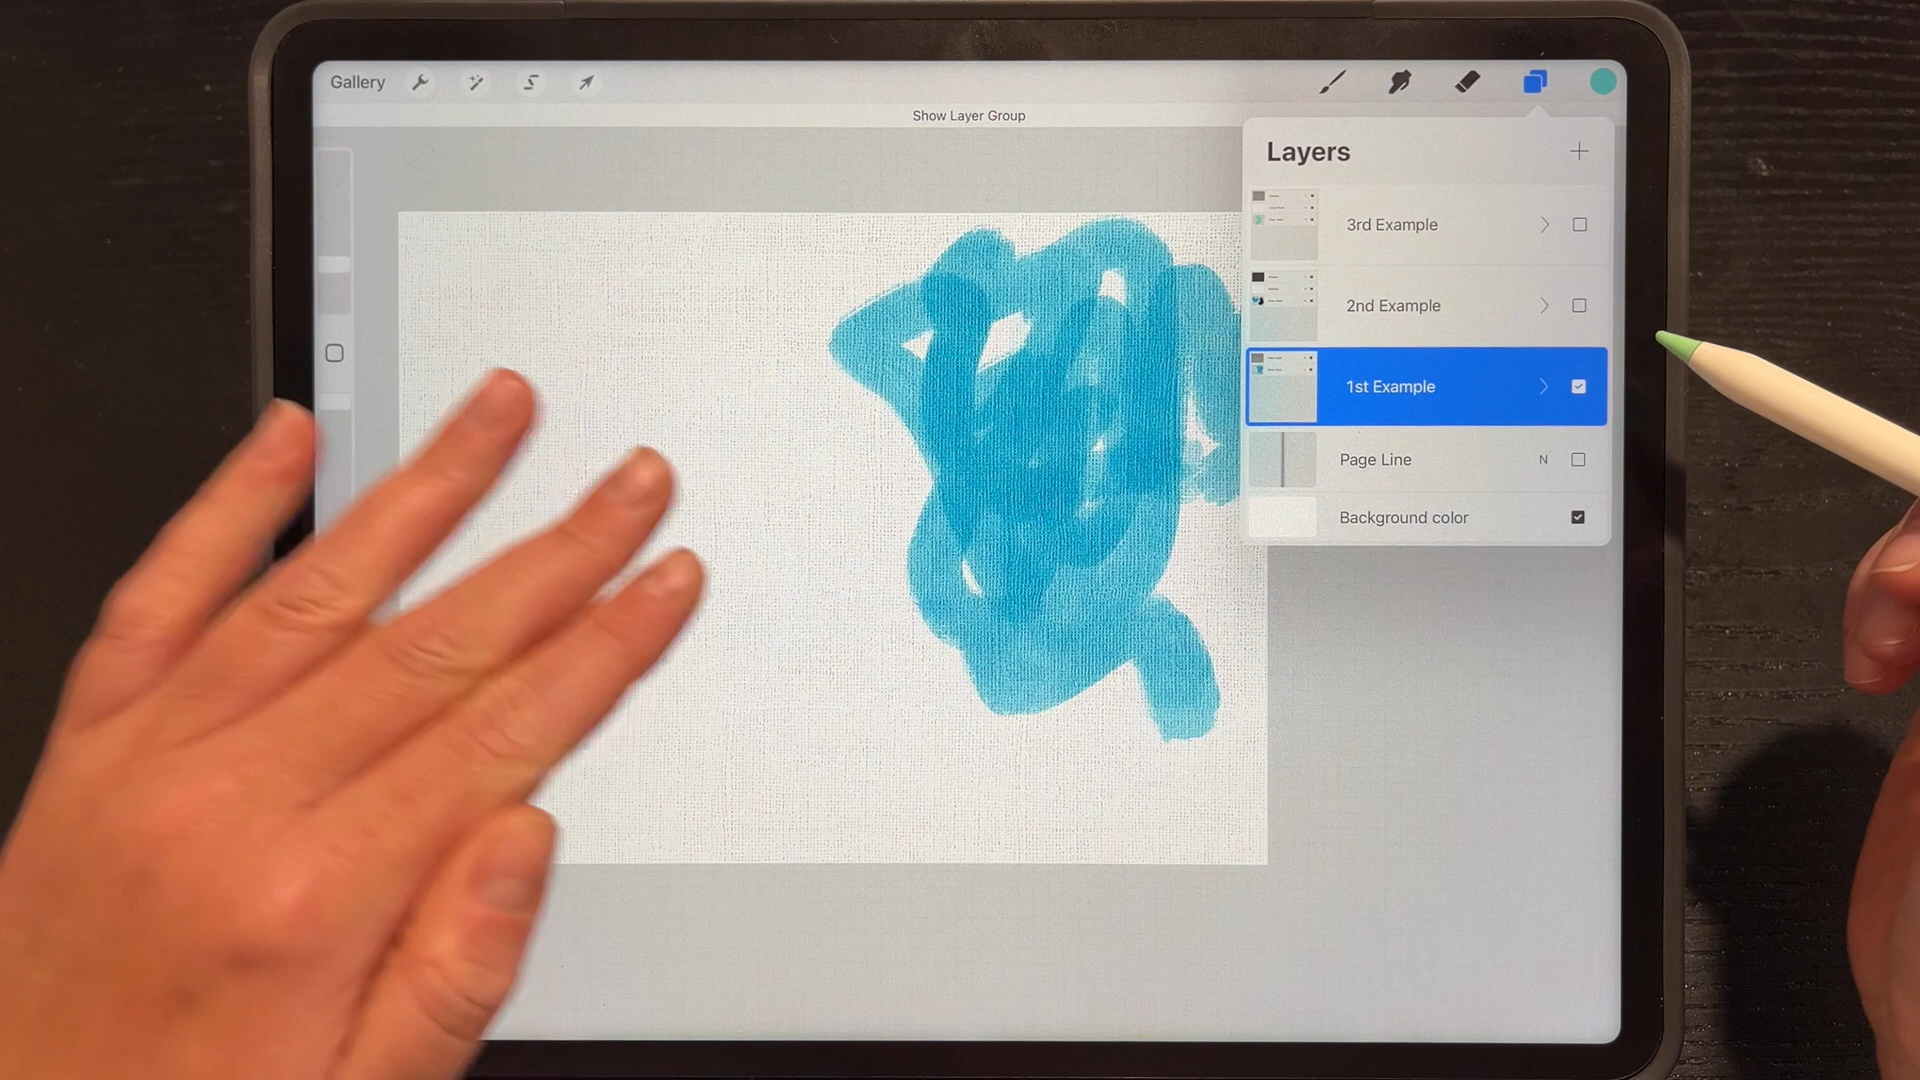 Gallery
Show Layer Group
Layers
3rd Example
2nd Example
1st Example
Page Line N
Background color